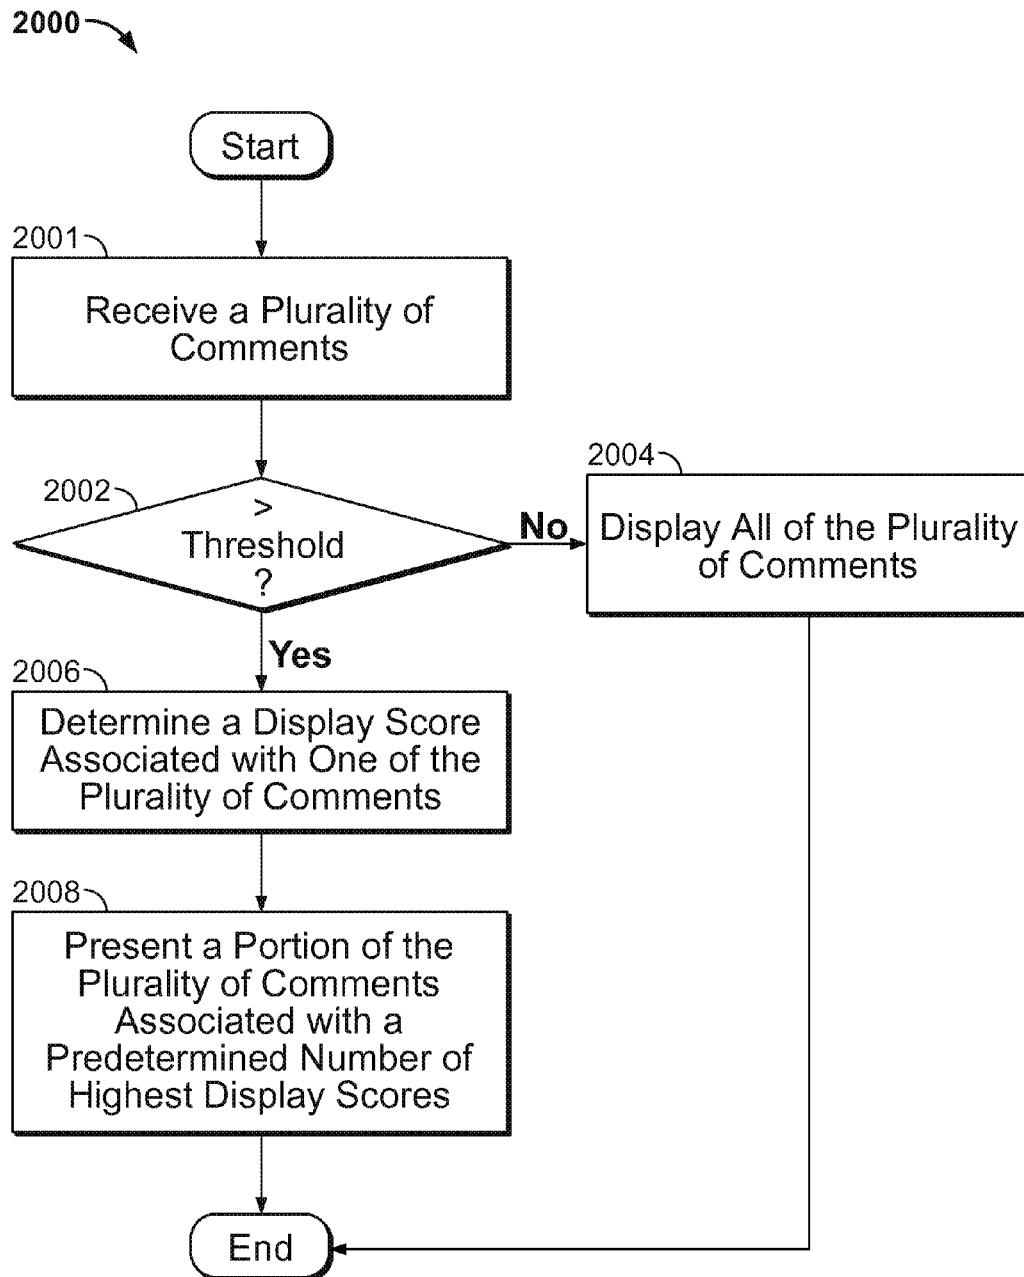 2000
Start
2001
Receive a Plurality of
Comments
2002
>
Threshold
?
No
2004
Display All of the Plurality
of Comments
Yes
2006
Determine a Display Score
Associated with One of the
Plurality of Comments
2008
Present a Portion of the
Plurality of Comments
Associated with a
Predetermined Number of
Highest Display Scores
End